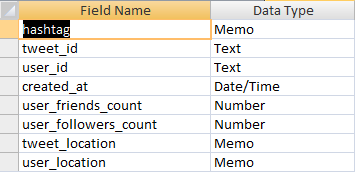 Field Name Data Type
hashtag Memo
tweet_id Text
user_id Text
created_at Date/Time
user_friends_count Number
user_followers_count Number
tweet_location Memo
user_location Memo